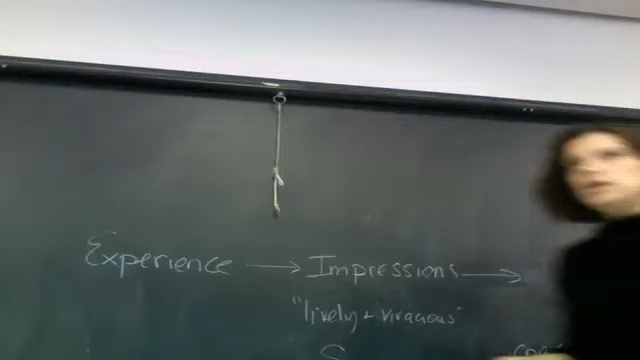 Experience → Impressions →
"lively + vivacious"